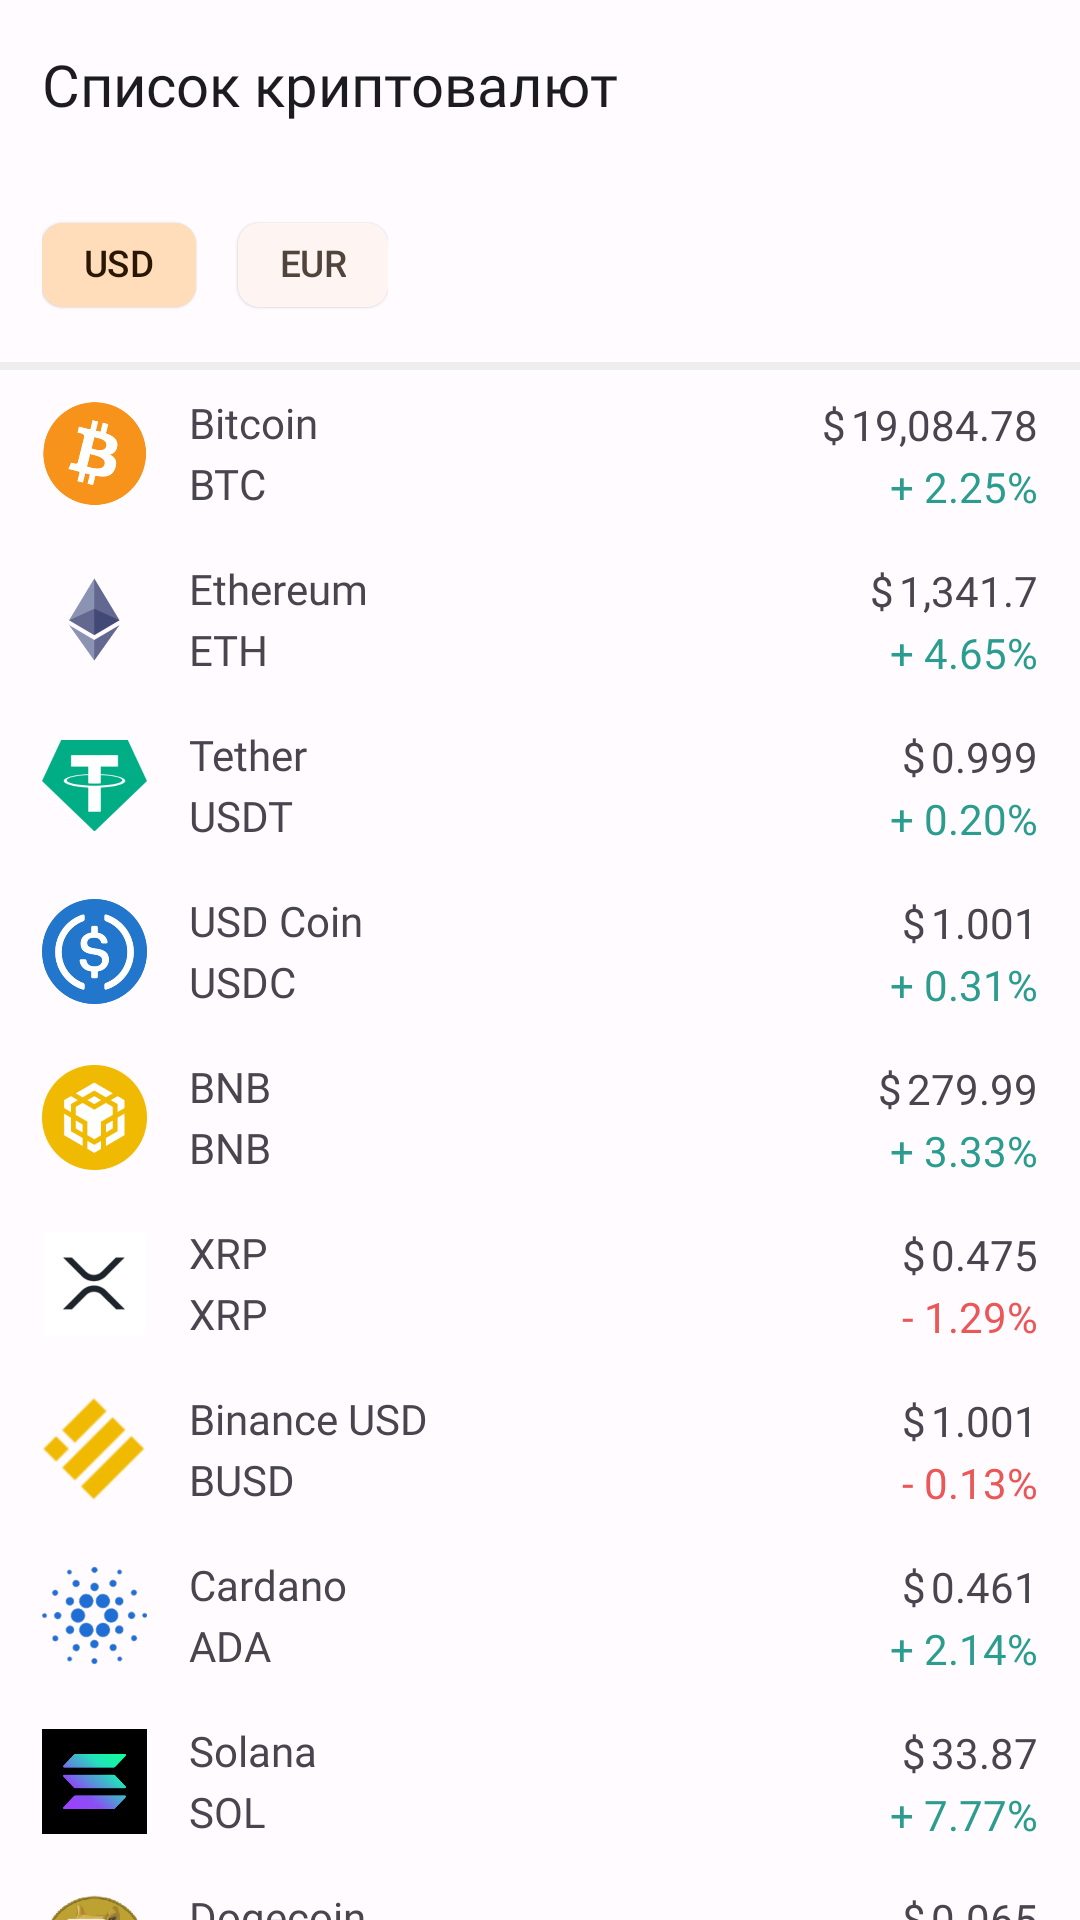 Список криптовалют
USD EUR
Bitcoin $ 19,084.78
BTC + 2.25%
Ethereum $ 1,341.7
ETH + 4.65%
Tether $ 0.999
USDT + 0.20%
USD Coin $ 1.001
USDC + 0.31%
BNB $ 279.99
BNB + 3.33%
XRP $ 0.475
XRP - 1.29%
Binance USD $ 1.001
BUSD - 0.13%
Cardano $ 0.461
ADA + 2.14%
Solana $ 33.87
SOL + 7.77%
Dogecoin $ 0.065